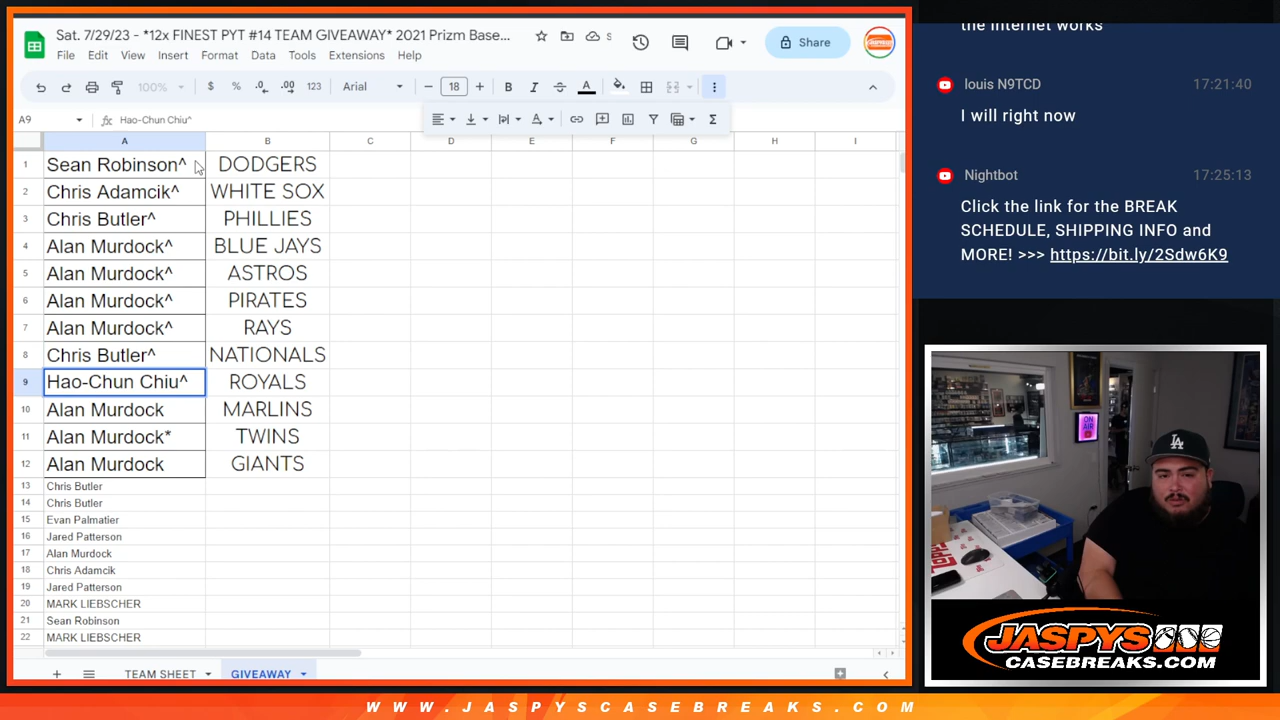 Sat. 7/29/23 - *12x FINEST PYT #14 TEAM GIVEAWAY* 2021 Prizm Base...
S
Share
File Edit View Insert Format Data Tools Extensions Help
100% $ % .0 .00 123 Arial 18 B I S A
A9 fx Hao-Chun Chiu^
A B C D E F G H I
1 Sean Robinson^ DODGERS
2 Chris Adamcik^ WHITE SOX
3 Chris Butler^ PHILLIES
4 Alan Murdock^ BLUE JAYS
5 Alan Murdock^ ASTROS
6 Alan Murdock^ PIRATES
7 Alan Murdock^ RAYS
8 Chris Butler^ NATIONALS
9 Hao-Chun Chiu^ ROYALS
10 Alan Murdock MARLINS
11 Alan Murdock* TWINS
12 Alan Murdock GIANTS
13 Chris Butler
14 Chris Butler
15 Evan Palmatier
16 Jared Patterson
17 Alan Murdock
18 Chris Adamcik
19 Jared Patterson
20 MARK LIEBSCHER
21 Sean Robinson
22 MARK LIEBSCHER
TEAM SHEET GIVEAWAY
the internet works
louis N9TCD 17:21:40
I will right now
Nightbot 17:25:13
Click the link for the BREAK
SCHEDULE, SHIPPING INFO and
MORE! >>> https://bit.ly/2Sdw6K9
ON
AIR
LA
JASPYS
CASEBREAKS.COM
WWW.JASPYSCASEBREAKS.COM